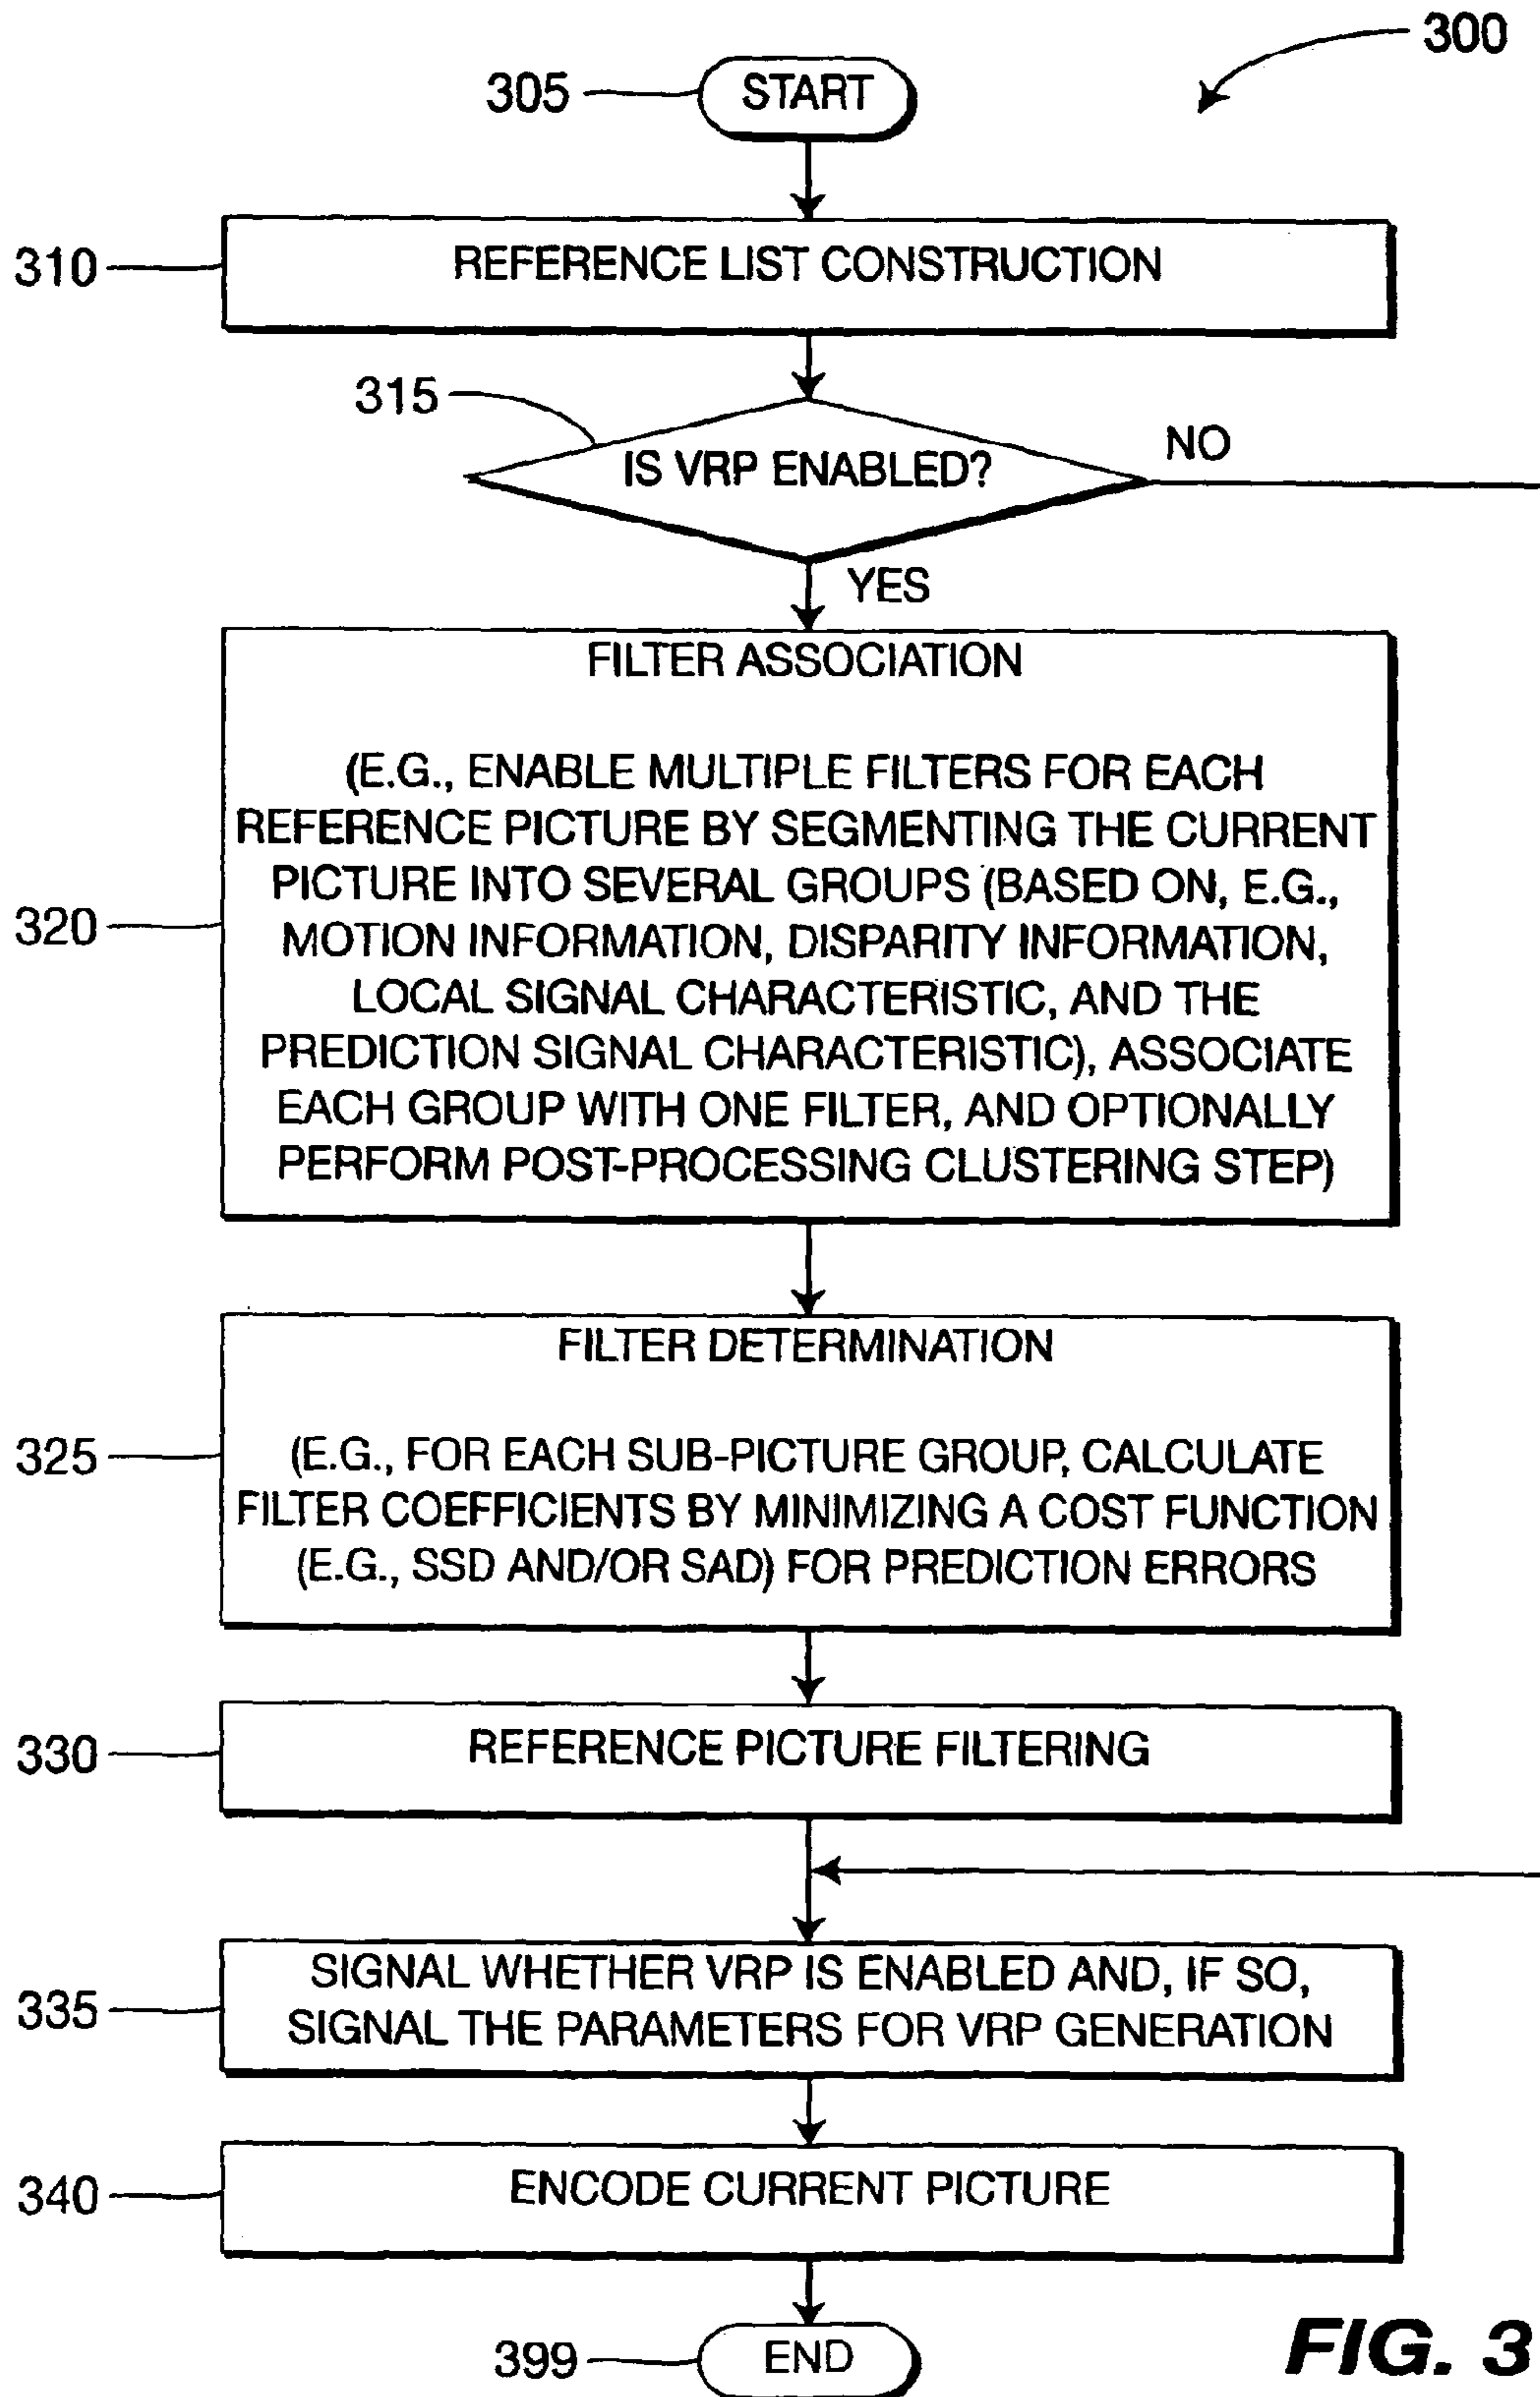 300
305
START
310
REFERENCE LIST CONSTRUCTION
315
IS VRP ENABLED?
NO
YES
320
FILTER ASSOCIATION
(E.G., ENABLE MULTIPLE FILTERS FOR EACH
REFERENCE PICTURE BY SEGMENTING THE CURRENT
PICTURE INTO SEVERAL GROUPS (BASED ON, E.G.,
MOTION INFORMATION, DISPARITY INFORMATION,
LOCAL SIGNAL CHARACTERISTIC, AND THE
PREDICTION SIGNAL CHARACTERISTIC), ASSOCIATE
EACH GROUP WITH ONE FILTER, AND OPTIONALLY
PERFORM POST-PROCESSING CLUSTERING STEP)
325
FILTER DETERMINATION
(E.G., FOR EACH SUB-PICTURE GROUP, CALCULATE
FILTER COEFFICIENTS BY MINIMIZING A COST FUNCTION
(E.G., SSD AND/OR SAD) FOR PREDICTION ERRORS
330
REFERENCE PICTURE FILTERING
335
SIGNAL WHETHER VRP IS ENABLED AND, IF SO,
SIGNAL THE PARAMETERS FOR VRP GENERATION
340
ENCODE CURRENT PICTURE
399
END
FIG. 3